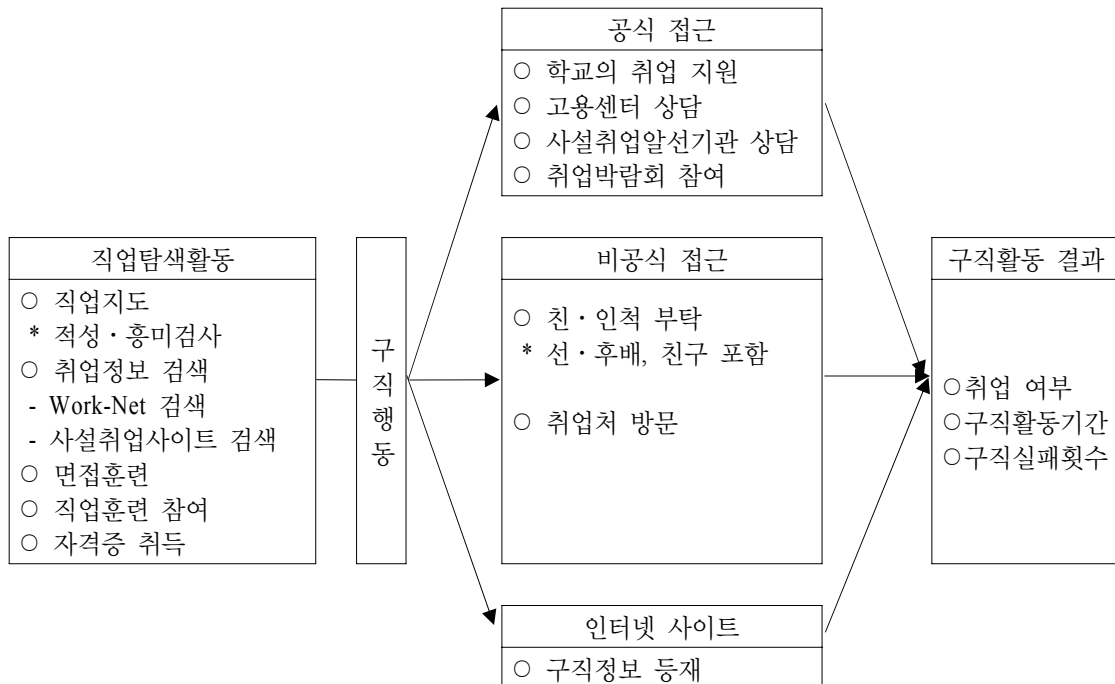 공식 접근
○ 학교의 취업 지원
○ 고용센터 상담
○ 사설취업알선기관 상담
○ 취업박람회 참여
직업탐색활동
○ 직업지도
* 적성·흥미검사
○ 취업정보 검색
- Work-Net 검색
- 사설취업사이트 검색
○ 면접훈련
○ 직업훈련 참여
○ 자격증 취득
구직행동
비공식 접근
○ 친·인척 부탁
* 선·후배, 친구 포함
○ 취업처 방문
인터넷 사이트
○ 구직정보 등재
구직활동 결과
○취업 여부
○구직활동기간
○구직실패횟수